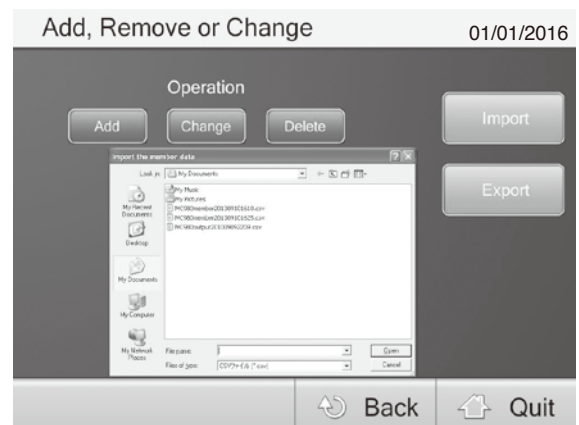 Add, Remove or Change
01/01/2016
Operation
Add
Change
Delete
Import
Export
Import the member data
Look in:
My Documents
My Recent Documents
Desktop
My Documents
My Computer
My Network Places
My Music
My Pictures
File name:
Open
Files of type:
Cancel
Back
Quit